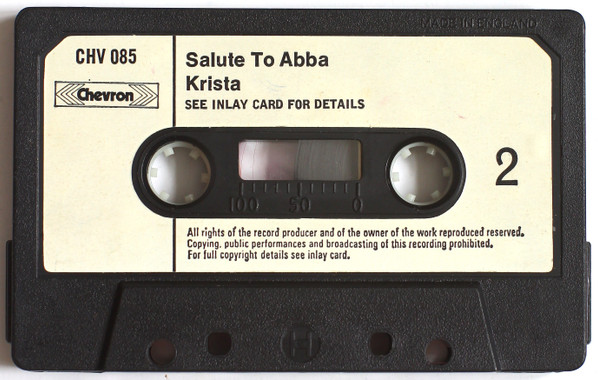 MADE IN ENGLAND
CHV 085
Chevron
Salute To Abba
Krista
SEE INLAY CARD FOR DETAILS
2
100 50 0
All rights of the record producer and of the owner of the work reproduced reserved.
Copying, public performances and broadcasting of this recording prohibited.
For full copyright details see inlay card.
H